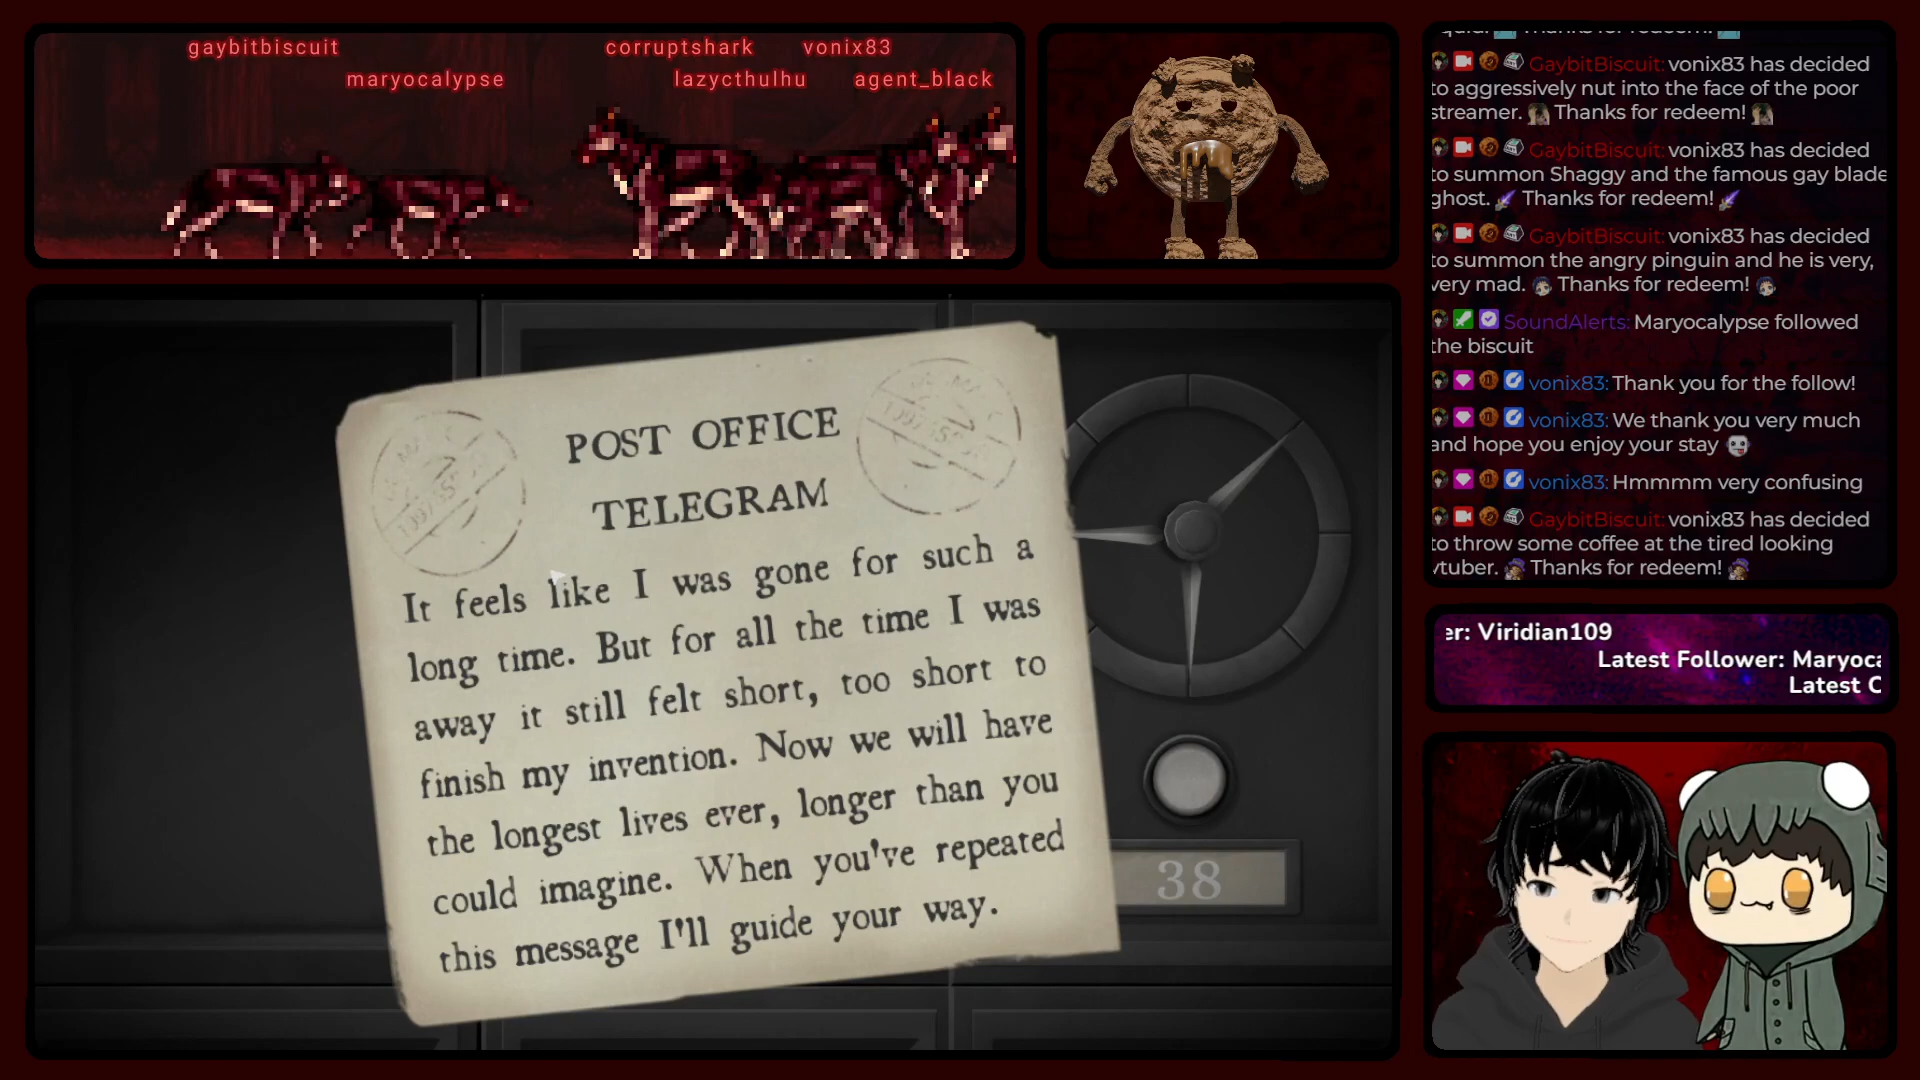 gaybitbiscuit
corruptshark
vonix83
maryocalypse
lazycthulhu
agent_black
POST OFFICE
TELEGRAM
It feels like I was gone for such a
long time. But for all the time I was
away it still felt short, too short to
finish my invention. Now we will have
the longest lives ever, longer than you
could imagine. When you've repeated
this message I'll guide your way.
38
Thanks for redeem!
GaybitBiscuit: vonix83 has decided
to aggressively nut into the face of the poor
streamer. Thanks for redeem!
GaybitBiscuit: vonix83 has decided
to summon Shaggy and the famous gay blade
ghost. Thanks for redeem!
GaybitBiscuit: vonix83 has decided
to summon the angry pinguin and he is very,
very mad. Thanks for redeem!
SoundAlerts: Maryocalypse followed
the biscuit
vonix83: Thank you for the follow!
vonix83: We thank you very much
and hope you enjoy your stay
vonix83: Hmmmm very confusing
GaybitBiscuit: vonix83 has decided
to throw some coffee at the tired looking
vtuber. Thanks for redeem!
er: Viridian109
Latest Follower: Maryoca
Latest C